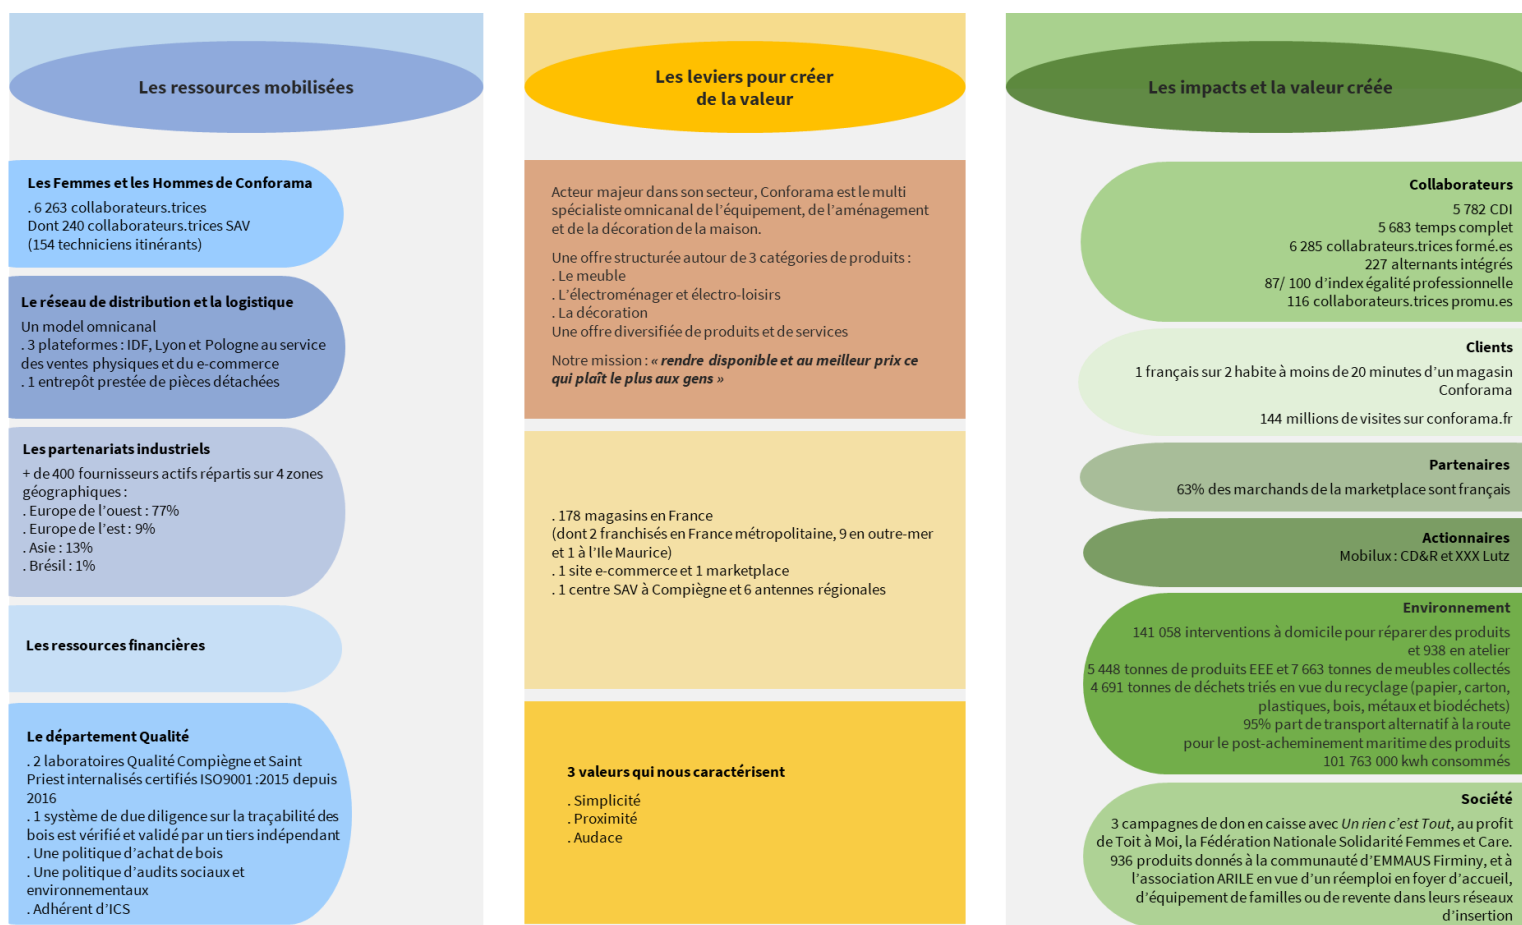 Les ressources mobilisées
Les Femmes et les Hommes de Conforama
. 6 263 collaborateurs.trices
Dont 240 collaborateurs.trices SAV
(154 techniciens itinérants)
Le réseau de distribution et la logistique
Un model omnicanal
. 3 plateformes : IDF, Lyon et Pologne au service
des ventes physiques et du e-commerce
. 1 entrepôt prestée de pièces détachées
Les partenariats industriels
+ de 400 fournisseurs actifs répartis sur 4 zones
géographiques :
. Europe de l’ouest : 77%
. Europe de l’est : 9%
. Asie : 13%
. Brésil : 1%
Les ressources financières
Le département Qualité
. 2 laboratoires Qualité Compiègne et Saint
Priest internalisés certifiés ISO9001 :2015 depuis
2016
. 1 système de due diligence sur la traçabilité des
bois est vérifié et validé par un tiers indépendant
. Une politique d’achat de bois
. Une politique d’audits sociaux et
environnementaux
. Adhérent d’ICS
Les leviers pour créer
de la valeur
Acteur majeur dans son secteur, Conforama est le multi
spécialiste omnicanal de l’équipement, de l’aménagement
et de la décoration de la maison.
Une offre structurée autour de 3 catégories de produits :
. Le meuble
. L’électroménager et électro-loisirs
. La décoration
Une offre diversifiée de produits et de services
Notre mission : « rendre disponible et au meilleur prix ce
qui plaît le plus aux gens »
. 178 magasins en France
(dont 2 franchisés en France métropolitaine, 9 en outre-mer
et 1 à l’Ile Maurice)
. 1 site e-commerce et 1 marketplace
. 1 centre SAV à Compiègne et 6 antennes régionales
3 valeurs qui nous caractérisent
. Simplicité
. Proximité
. Audace
Les impacts et la valeur créée
Collaborateurs
5 782 CDI
5 683 temps complet
6 285 collabrateurs.trices formé.es
227 alternants intégrés
87/ 100 d’index égalité professionnelle
116 collaborateurs.trices promu.es
Clients
1 français sur 2 habite à moins de 20 minutes d’un magasin
Conforama
144 millions de visites sur conforama.fr
Partenaires
63% des marchands de la marketplace sont français
Actionnaires
Mobilux : CD&R et XXX Lutz
Environnement
141 058 interventions à domicile pour réparer des produits
et 938 en atelier
5 448 tonnes de produits EEE et 7 663 tonnes de meubles collectés
4 691 tonnes de déchets triés en vue du recyclage (papier, carton,
plastiques, bois, métaux et biodéchets)
95% part de transport alternatif à la route
pour le post-acheminement maritime des produits
101 763 000 kwh consommés
Société
3 campagnes de don en caisse avec Un rien c’est Tout, au profit
de Toit à Moi, la Fédération Nationale Solidarité Femmes et Care.
936 produits donnés à la communauté d’EMMAUS Firminy, et à
l’association ARILE en vue d’un réemploi en foyer d’accueil,
d’équipement de familles ou de revente dans leurs réseaux
d’insertion